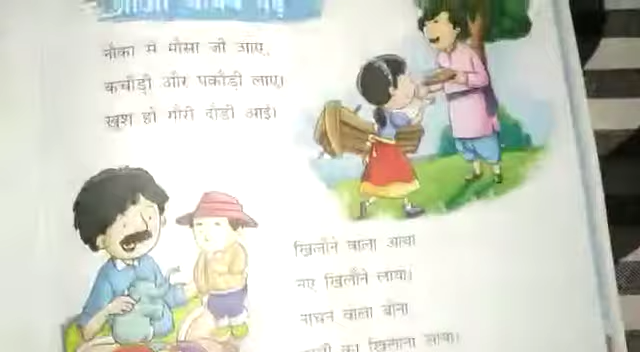 नौका में मौसा जी आए,
कचौड़ी और पकौड़ी लाए।
खुश हो गौरी दौड़ी आई।
खिलौने वाला आया
नए खिलौने लाया।
नाचने वाला बौना
का खिलौना लाया।